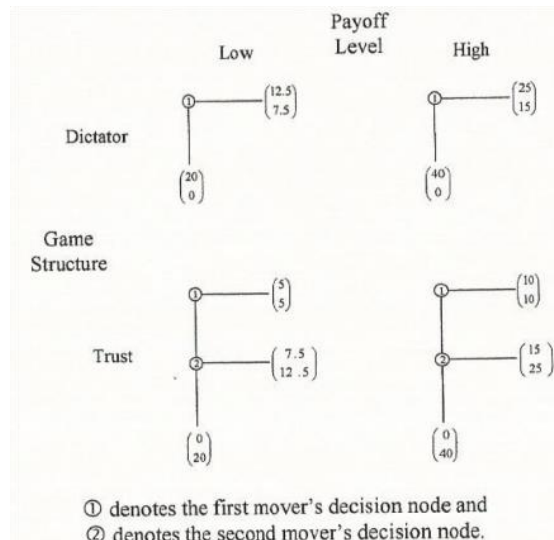 Payoff
Level
Low
High
Dictator
①
(12.5
7.5)
(20
0)
①
(25
15)
(40
0)
Game
Structure
Trust
①
(5
5)
②
(7.5
12 .5)
(0
20)
①
(10
10)
②
(15
25)
(0
40)
① denotes the first mover's decision node and
② denotes the second mover's decision node.